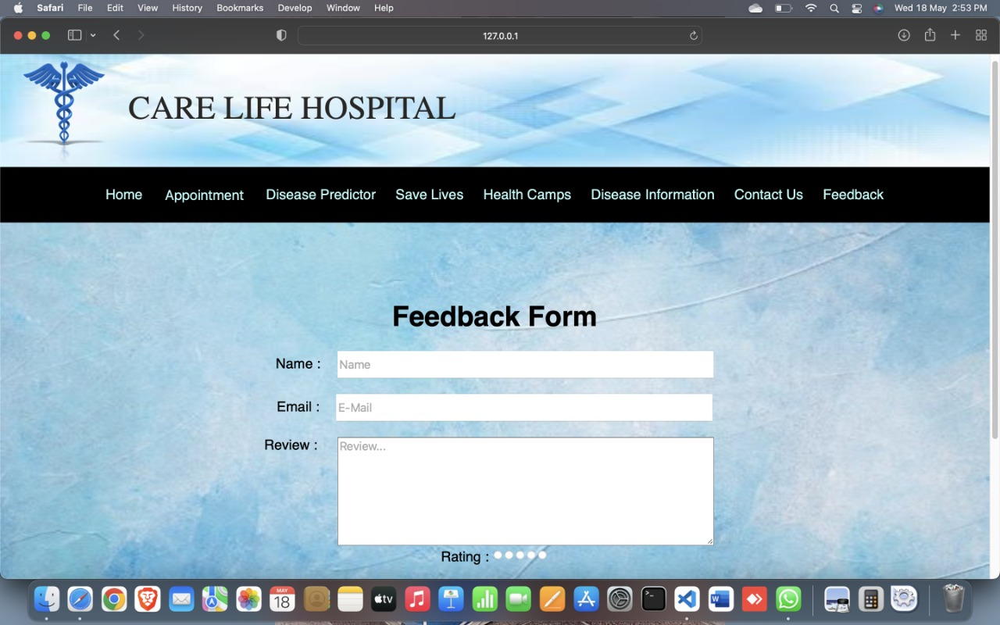 Safari File Edit View History Bookmarks Develop Window Help Wed 18 May 2:53 PM
127.0.0.1
CARE LIFE HOSPITAL
Home Appointment Disease Predictor Save Lives Health Camps Disease Information Contact Us Feedback
Feedback Form
Name : Name
Email : E-Mail
Review : Review...
Rating :
MAY
18
tv
W